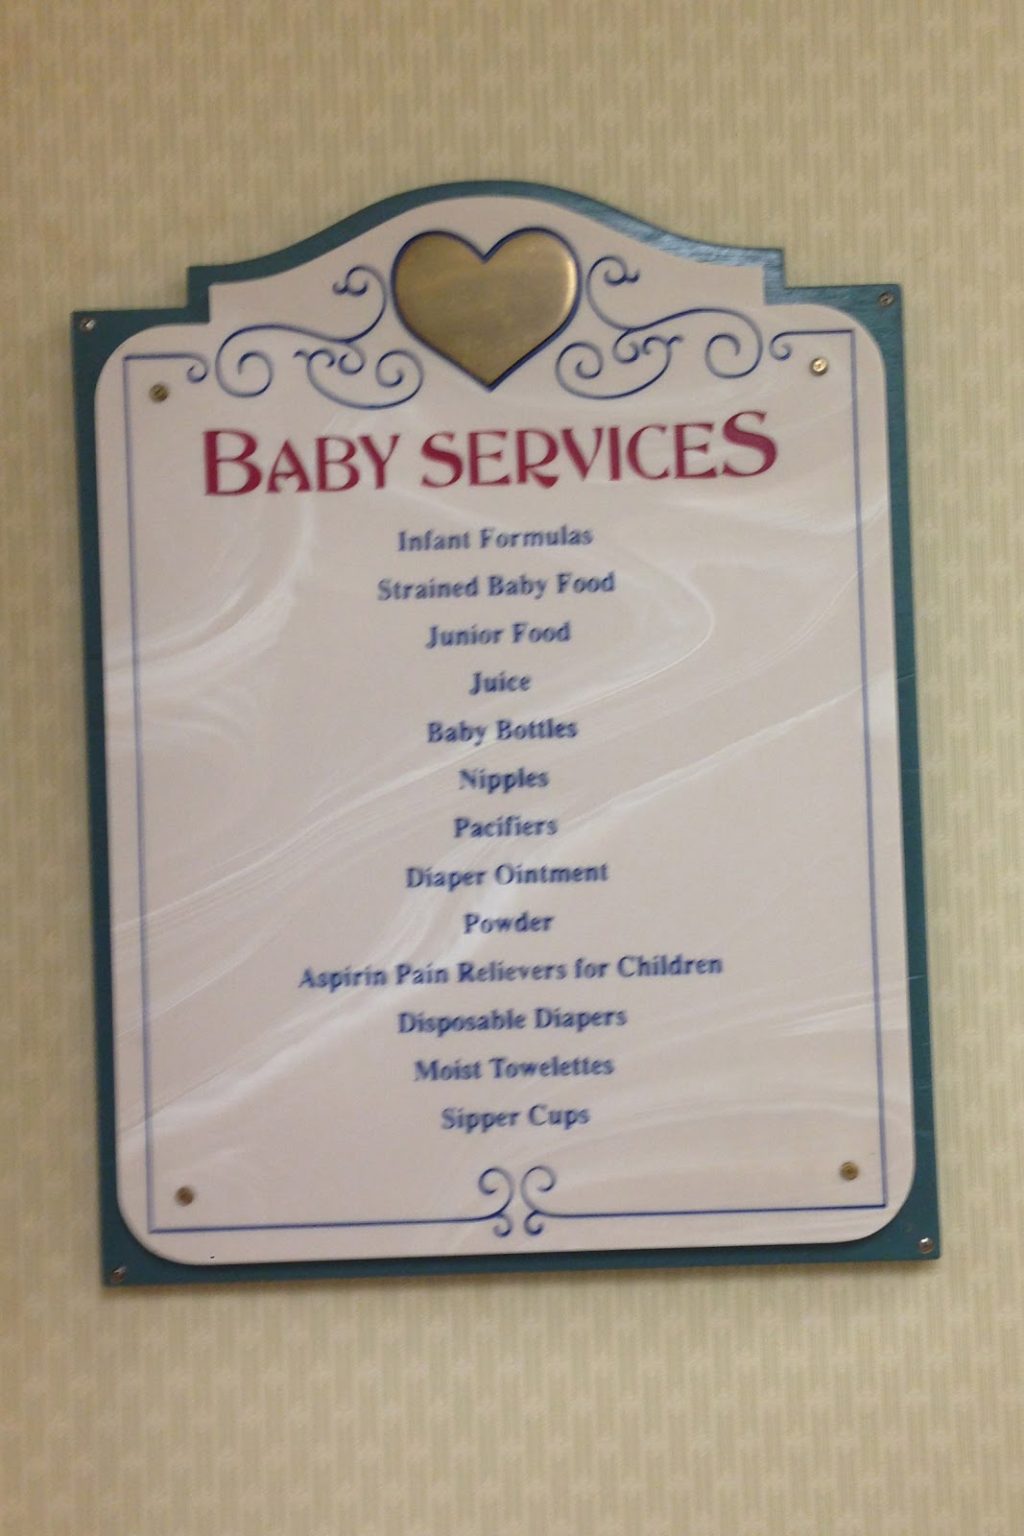 BABY SERVICES
Infant Formulas
Strained Baby Food
Junior Food
Juice
Baby Bottles
Nipples
Pacifiers
Diaper Ointment
Powder
Aspirin Pain Relievers for Children
Disposable Diapers
Moist Towelettes
Sipper Cups